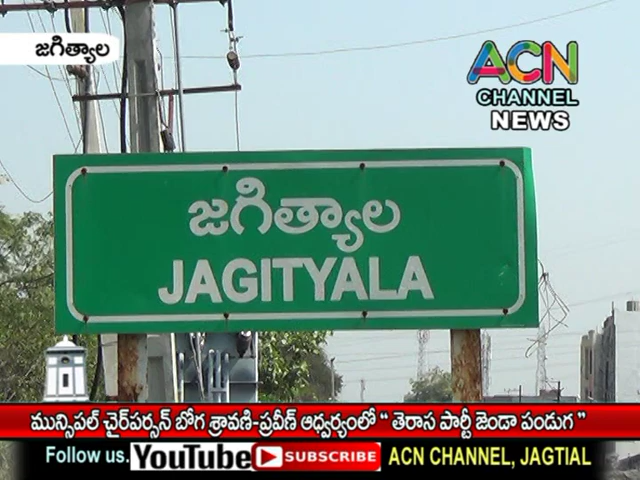 జగిత్యాల
ACN
CHANNEL
NEWS
జగిత్యాల
JAGITYALA
మున్సిపల్ చైర్‌పర్సన్ బోగ శ్రావణి-ప్రవీణ్ ఆధ్వర్యంలో “ తెరాస పార్టీ జెండా పండుగ ”
Follow us. YouTube SUBSCRIBE ACN CHANNEL, JAGTIAL